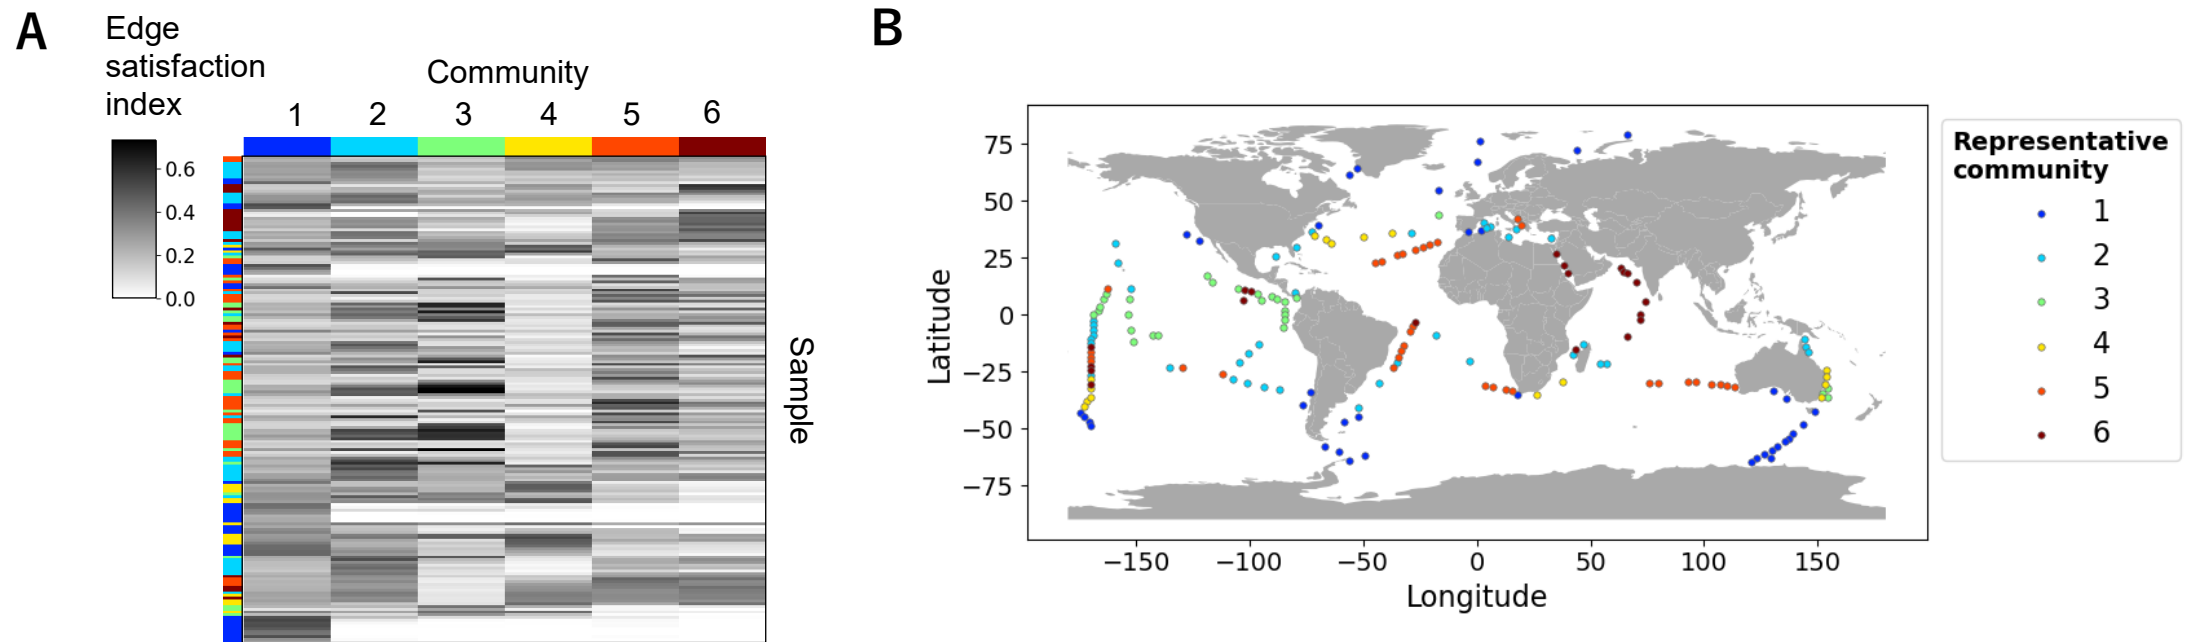 A
Edge
satisfaction
index
Community
1 2 3 4 5 6
0.6
0.4
0.2
0.0
Sample
B
75
50
25
0
−25
−50
−75
Latitude
−150 −100 −50 0 50 100 150
Longitude
Representative
community
1
2
3
4
5
6